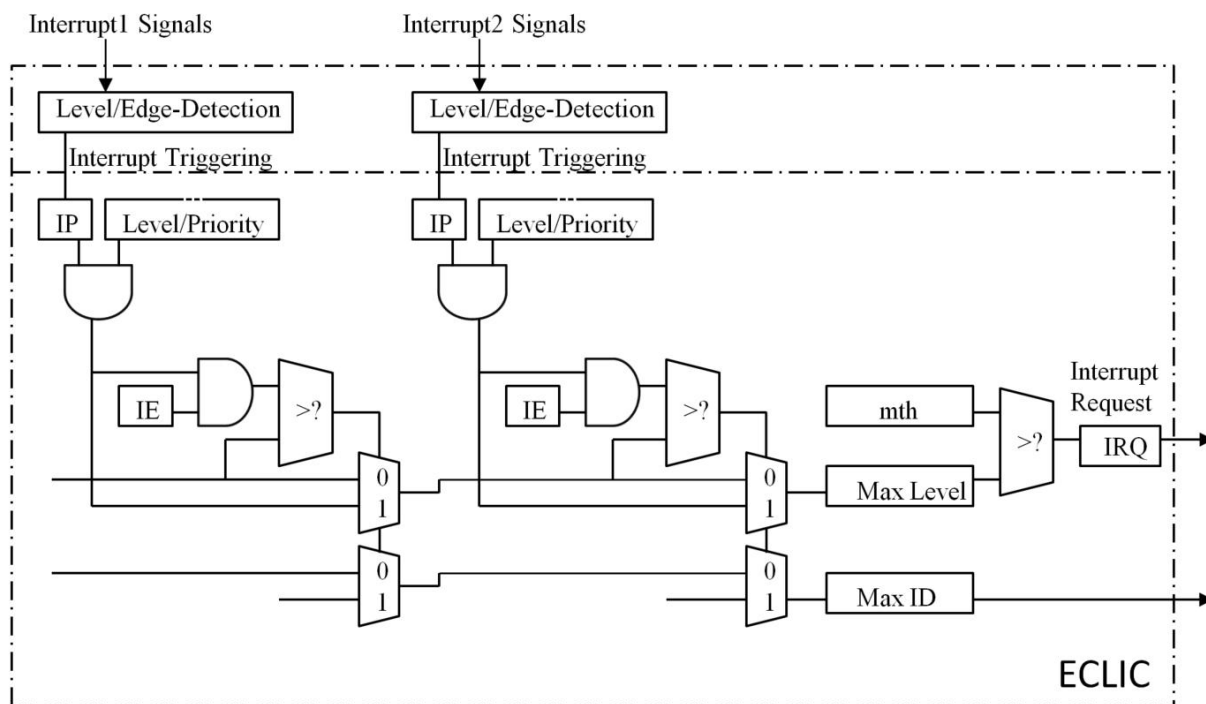 Interrupt1 Signals
Interrupt2 Signals
Level/Edge-Detection
Level/Edge-Detection
Interrupt Triggering
Interrupt Triggering
IP
Level/Priority
IP
Level/Priority
IE
>?
IE
>?
mth
>?
Interrupt
Request
IRQ
0
1
0
1
Max Level
0
1
0
1
Max ID
ECLIC